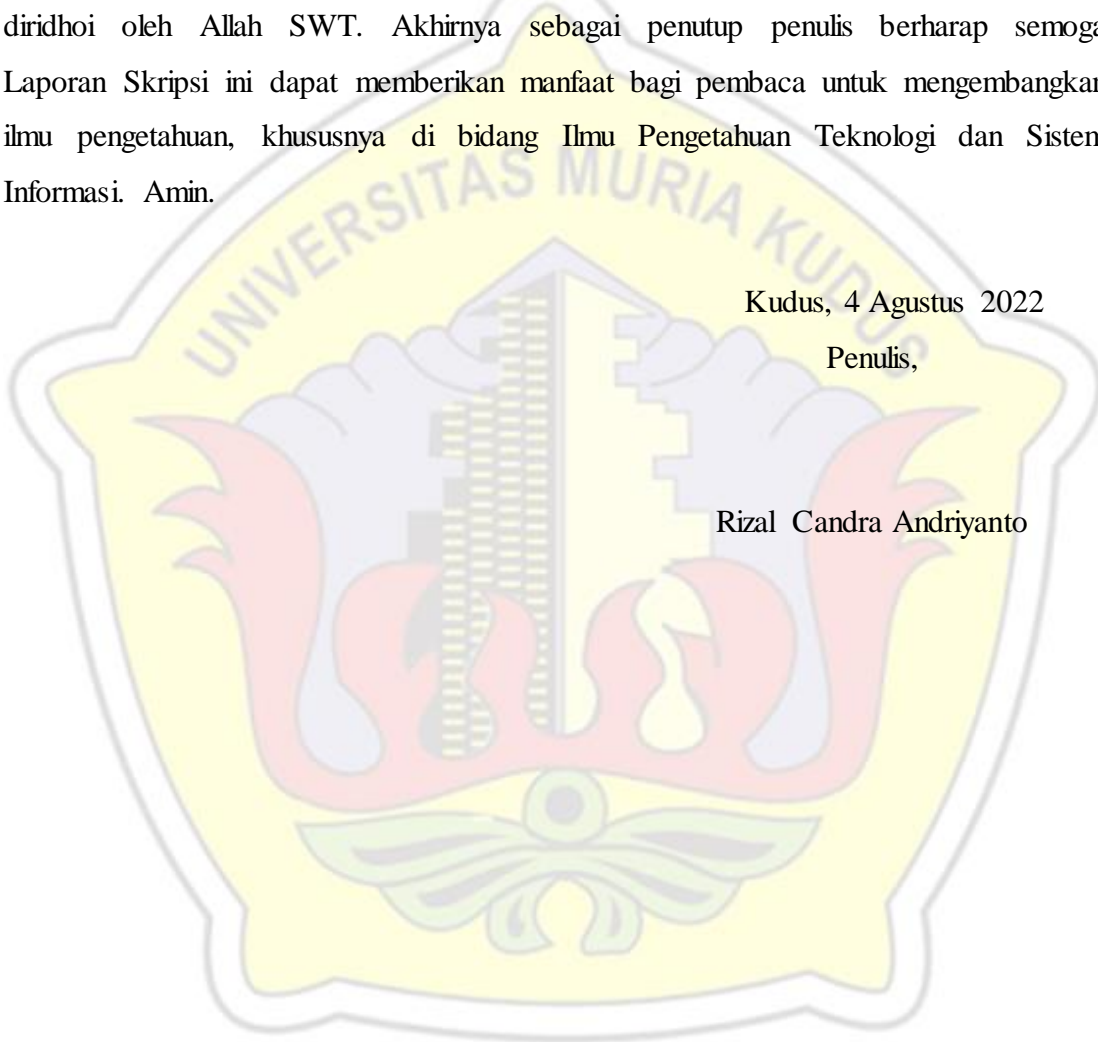 diridhoi oleh Allah SWT. Akhirnya sebagai penutup penulis berharap semoga
Laporan Skripsi ini dapat memberikan manfaat bagi pembaca untuk mengembangkan
ilmu pengetahuan, khususnya di bidang Ilmu Pengetahuan Teknologi dan Sistem
Informasi. Amin.
UNIVERSITAS MURIA KUDUS
Kudus, 4 Agustus 2022
Penulis,
Rizal Candra Andriyanto